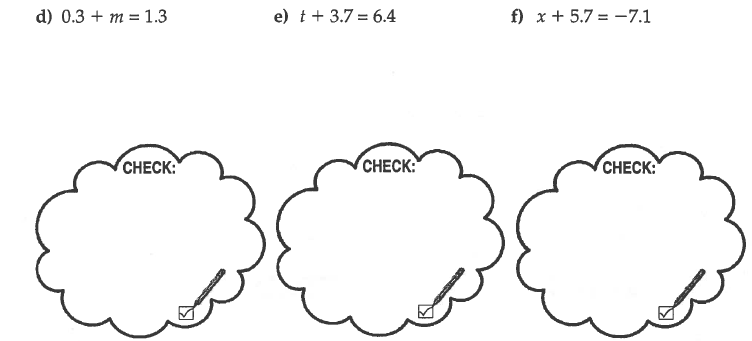 d) 0.3 + m = 1.3 e) t + 3.7 = 6.4 f) x + 5.7 = −7.1
CHECK: CHECK: CHECK: